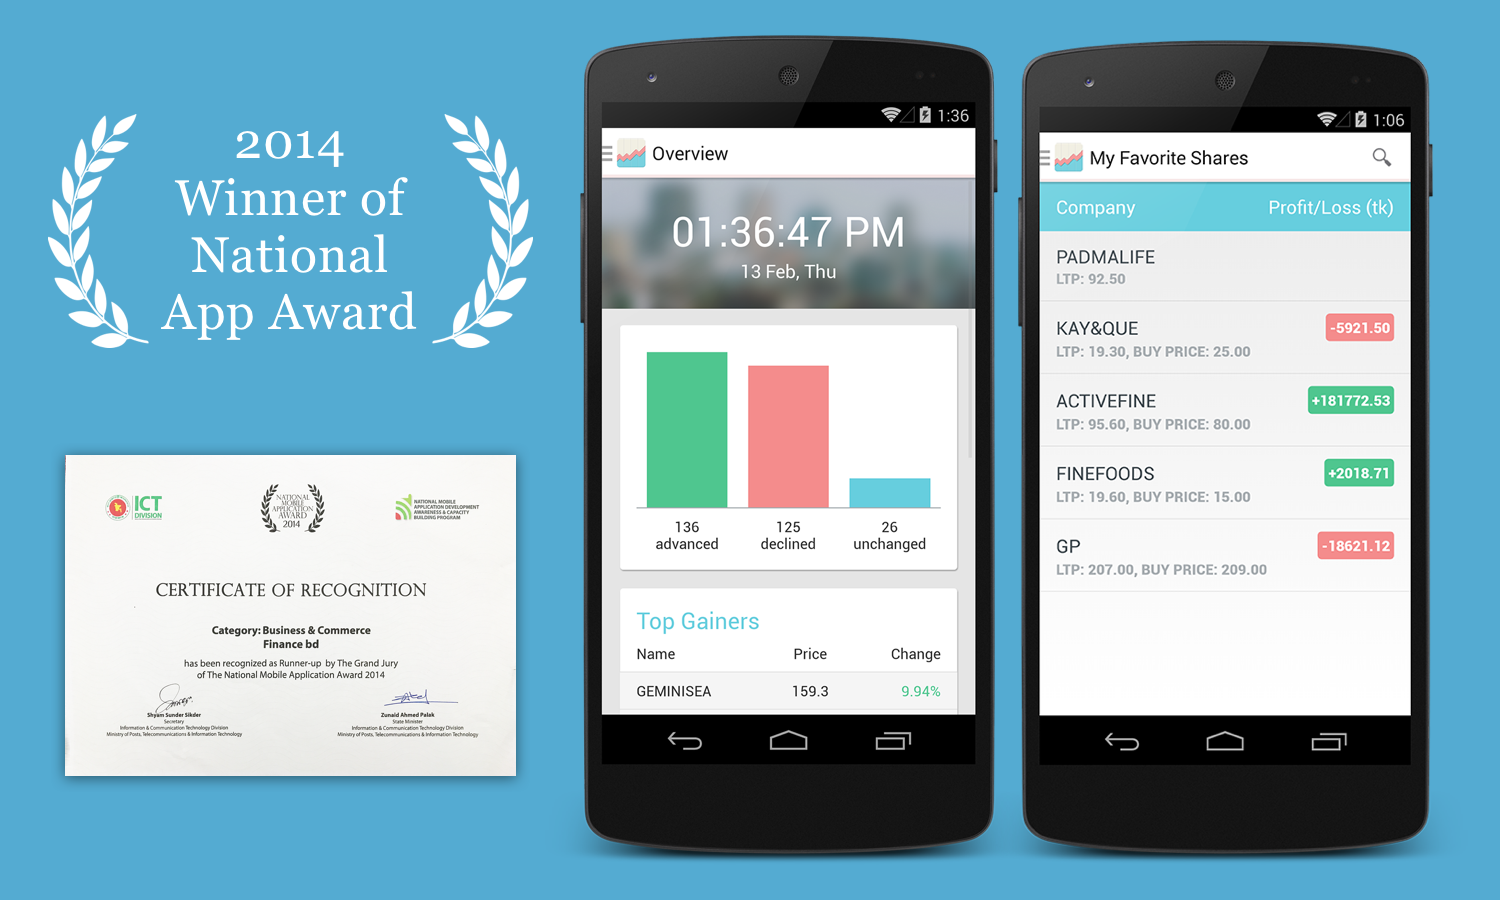 2014
Winner of
National
App Award
ICT
DIVISION
NATIONAL
MOBILE
APPLICATION
AWARD
2014
NATIONAL MOBILE
APPLICATION DEVELOPMENT
AWARENESS & CAPACITY
BUILDING PROGRAM
CERTIFICATE OF RECOGNITION
Category: Business & Commerce
Finance bd
has been recognized as Runner-up by The Grand Jury
of The National Mobile Application Award 2014
Shyam Sunder Sikder
Secretary
Information & Communication Technology Division
Ministry of Posts, Telecommunications & Information Technology
Zunaid Ahmed Palak
State Minister
Information & Communication Technology Division
Ministry of Posts, Telecommunications & Information Technology
1:36
Overview
01:36:47 PM
13 Feb, Thu
136 125 26
advanced declined unchanged
Top Gainers
Name Price Change
GEMINISEA 159.3 9.94%
1:06
My Favorite Shares
Company Profit/Loss (tk)
PADMALIFE
LTP: 92.50
KAY&QUE -5921.50
LTP: 19.30, BUY PRICE: 25.00
ACTIVEFINE +181772.53
LTP: 95.60, BUY PRICE: 80.00
FINEFOODS +2018.71
LTP: 19.60, BUY PRICE: 15.00
GP -18621.12
LTP: 207.00, BUY PRICE: 209.00